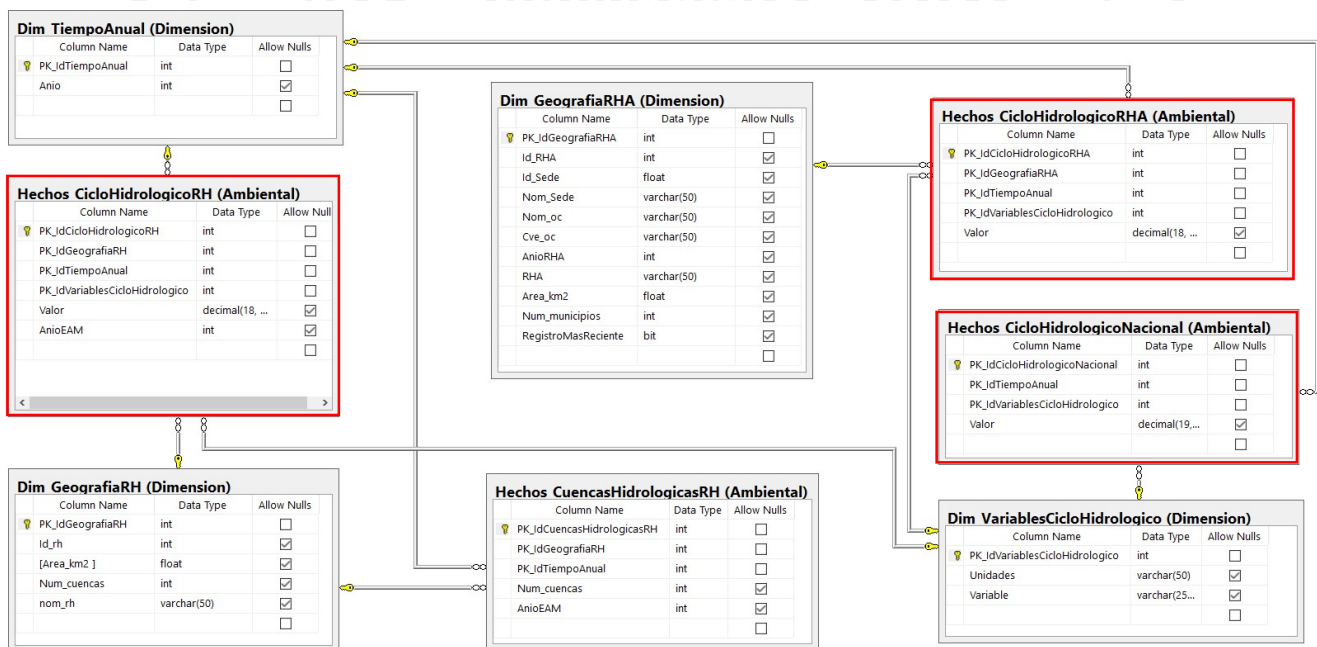 Dim TiempoAnual (Dimension)
Column Name Data Type Allow Nulls
PK_IdTiempoAnual int
Anio int
Hechos CicloHidrologicoRH (Ambiental)
Column Name Data Type Allow Null
PK_IdCicloHidrologicoRH int
PK_IdGeografiaRH int
PK_IdTiempoAnual int
PK_IdVariablesCicloHidrologico int
Valor decimal(18, ...
AnioEAM int
Dim GeografiaRH (Dimension)
Column Name Data Type Allow Nulls
PK_IdGeografiaRH int
Id_rh int
[Area_km2 ] float
Num_cuencas int
nom_rh varchar(50)
Dim GeografiaRHA (Dimension)
Column Name Data Type Allow Nulls
PK_IdGeografiaRHA int
Id_RHA int
Id_Sede float
Nom_Sede varchar(50)
Nom_oc varchar(50)
Cve_oc varchar(50)
AnioRHA int
RHA varchar(50)
Area_km2 float
Num_municipios int
RegistroMasReciente bit
Hechos CuencasHidrologicasRH (Ambiental)
Column Name Data Type Allow Nulls
PK_IdCuencasHidrologicasRH int
PK_IdGeografiaRH int
PK_IdTiempoAnual int
Num_cuencas int
AnioEAM int
Hechos CicloHidrologicoRHA (Ambiental)
Column Name Data Type Allow Nulls
PK_IdCicloHidrologicoRHA int
PK_IdGeografiaRHA int
PK_IdTiempoAnual int
PK_IdVariablesCicloHidrologico int
Valor decimal(18, ...
Hechos CicloHidrologicoNacional (Ambiental)
Column Name Data Type Allow Nulls
PK_IdCicloHidrologicoNacional int
PK_IdTiempoAnual int
PK_IdVariablesCicloHidrologico int
Valor decimal(19,...
Dim VariablesCicloHidrologico (Dimension)
Column Name Data Type Allow Nulls
PK_IdVariablesCicloHidrologico int
Unidades varchar(50)
Variable varchar(25...